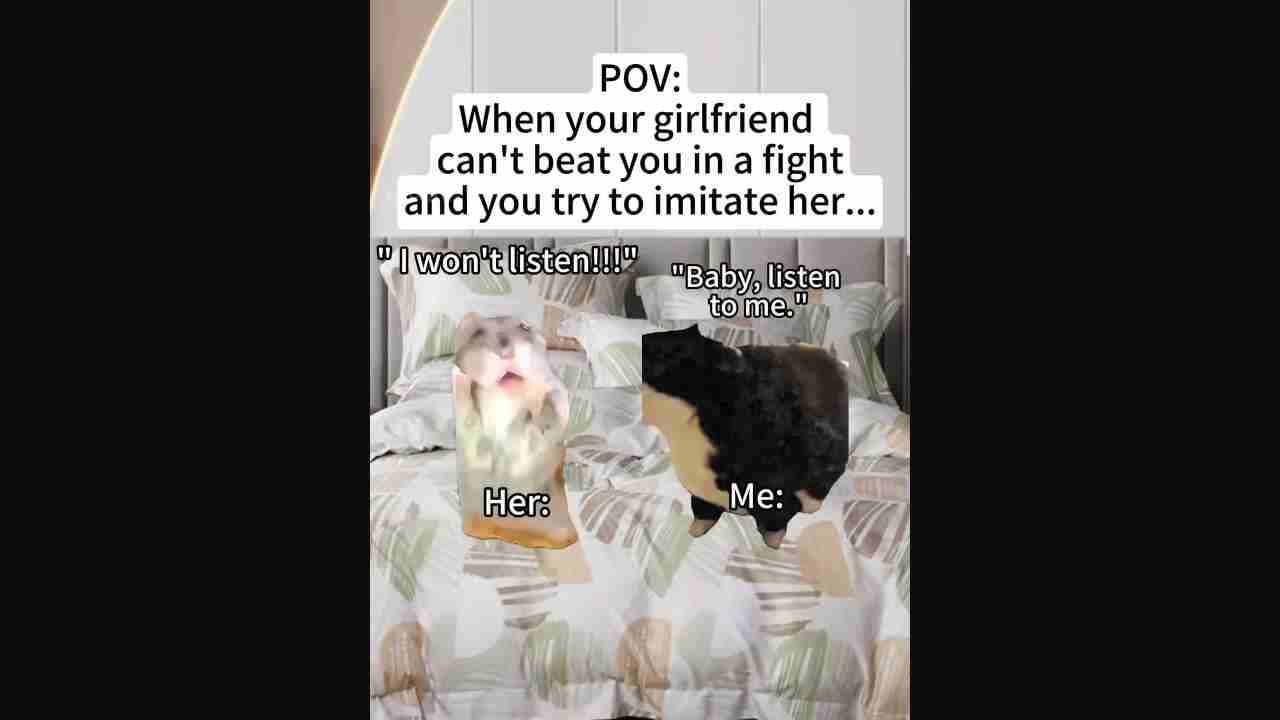 POV:
When your girlfriend
can't beat you in a fight
and you try to imitate her...
" I won't listen!!!"
"Baby, listen
to me."
Her:
Me: